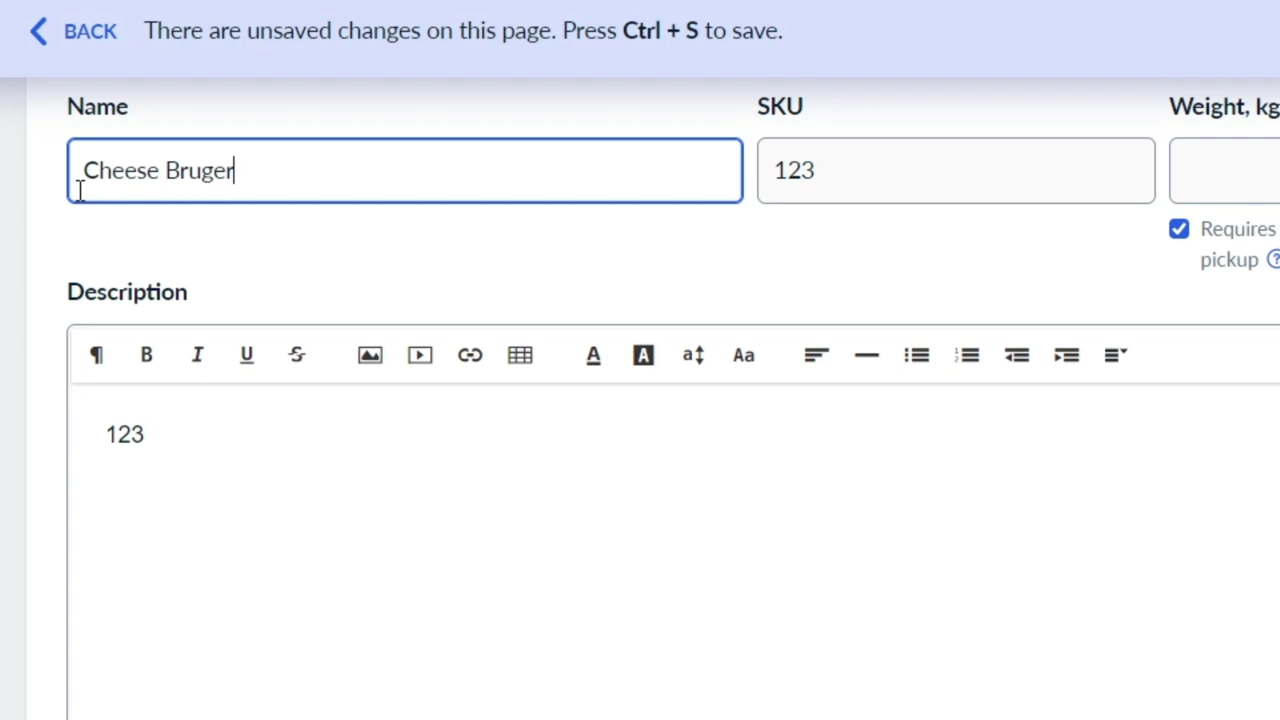 BACK There are unsaved changes on this page. Press Ctrl + S to save.
Name SKU Weight, kg
Cheese Bruger 123
Requires
pickup
Description
B I U S A A a Aa
123